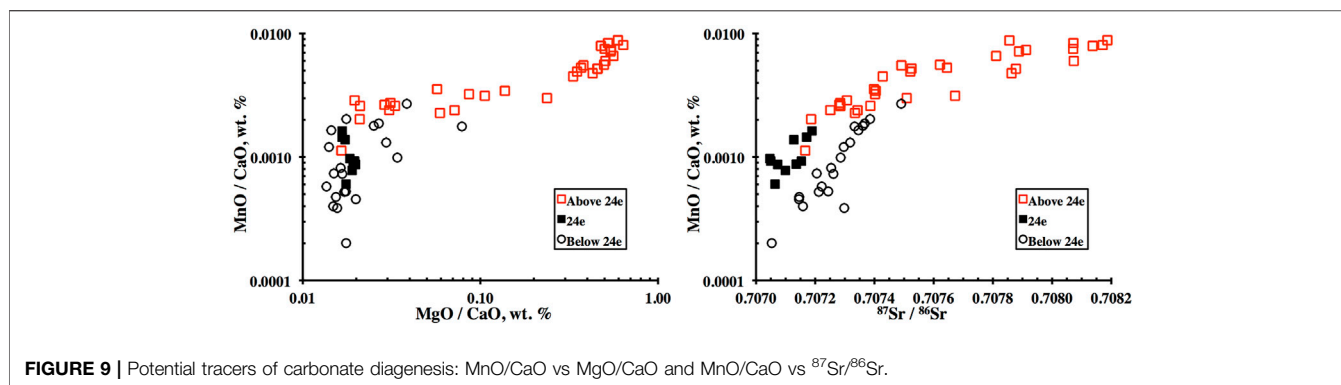 0.0100
0.0010
0.0001
MnO / CaO, wt. %
0.01
0.10
1.00
MgO / CaO, wt. %
Above 24e
24e
Below 24e
0.0100
0.0010
0.0001
MnO / CaO, wt. %
0.7070
0.7072
0.7074
0.7076
0.7078
0.7080
0.7082
⁸⁷Sr / ⁸⁶Sr
Above 24e
24e
Below 24e
FIGURE 9 | Potential tracers of carbonate diagenesis: MnO/CaO vs MgO/CaO and MnO/CaO vs ⁸⁷Sr/⁸⁶Sr.